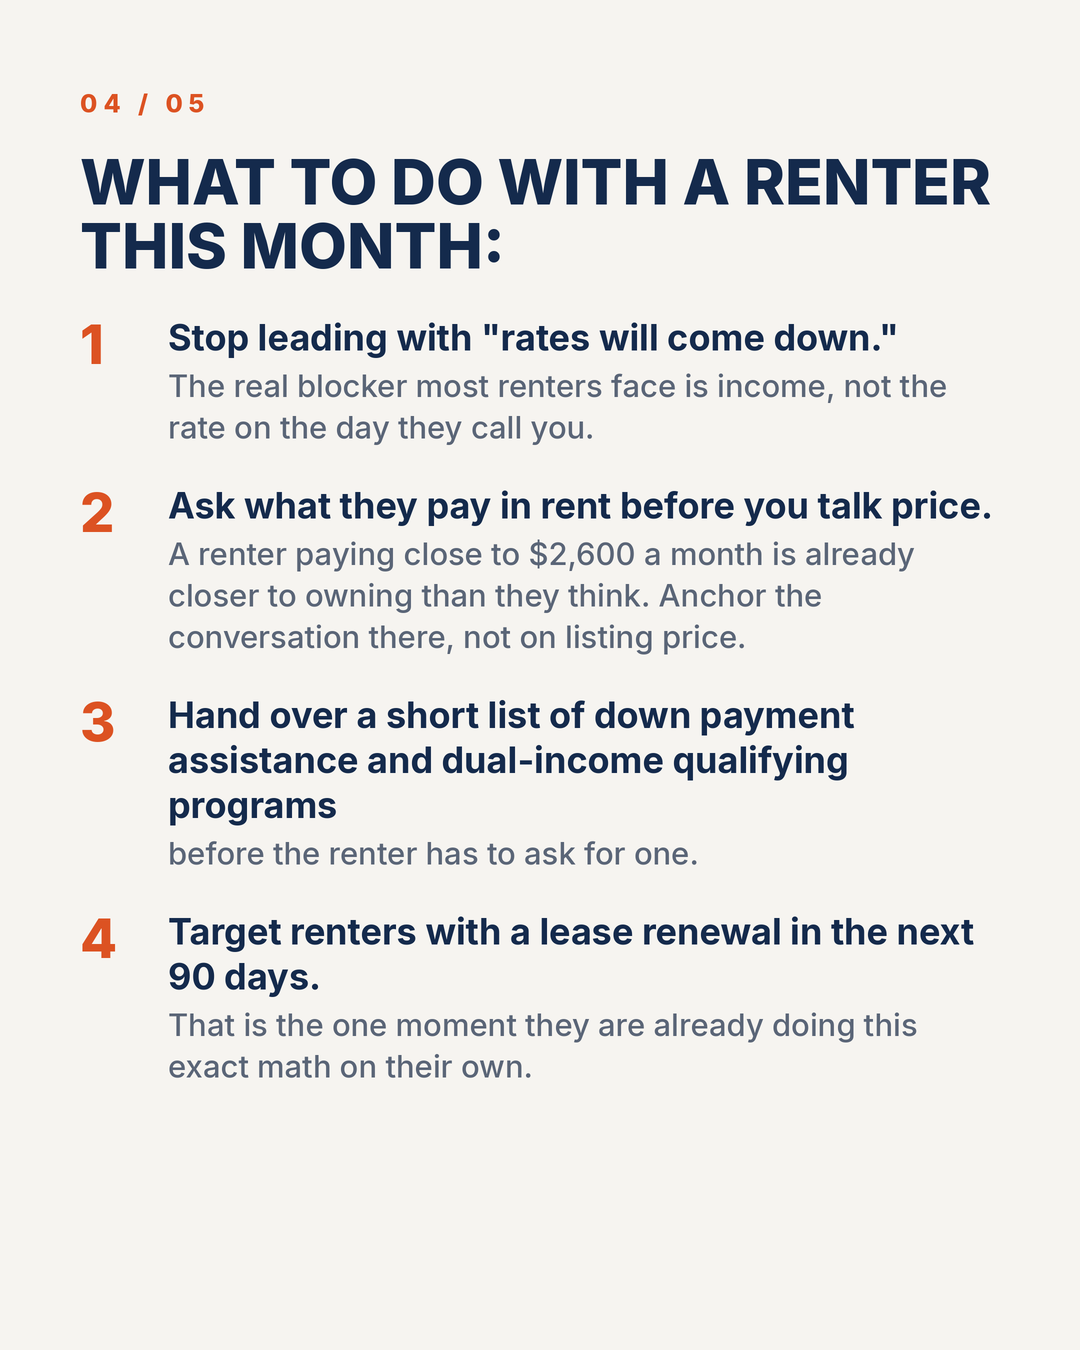 04 / 05
WHAT TO DO WITH A RENTER
THIS MONTH:
1
Stop leading with "rates will come down."
The real blocker most renters face is income, not the
rate on the day they call you.
2
Ask what they pay in rent before you talk price.
A renter paying close to $2,600 a month is already
closer to owning than they think. Anchor the
conversation there, not on listing price.
3
Hand over a short list of down payment
assistance and dual-income qualifying
programs
before the renter has to ask for one.
4
Target renters with a lease renewal in the next
90 days.
That is the one moment they are already doing this
exact math on their own.